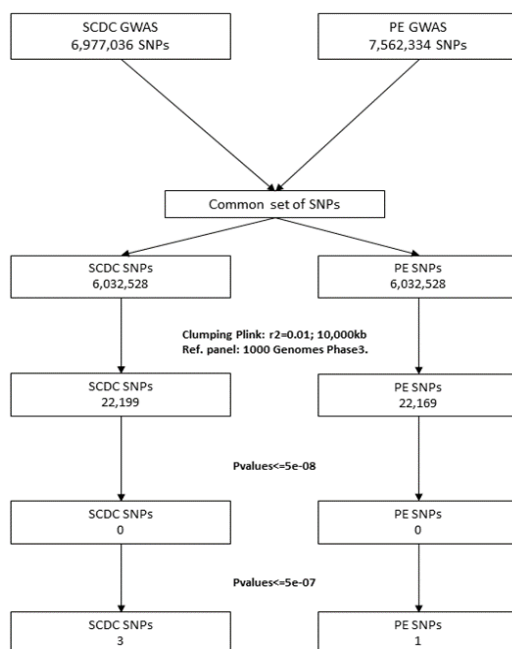 SCDC GWAS
6,977,036 SNPs
PE GWAS
7,562,334 SNPs
Common set of SNPs
SCDC SNPs
6,032,528
PE SNPs
6,032,528
Clumping Plink: r2=0.01; 10,000kb
Ref. panel: 1000 Genomes Phase3.
SCDC SNPs
22,199
PE SNPs
22,169
Pvalues<=5e-08
SCDC SNPs
0
PE SNPs
0
Pvalues<=5e-07
SCDC SNPs
3
PE SNPs
1